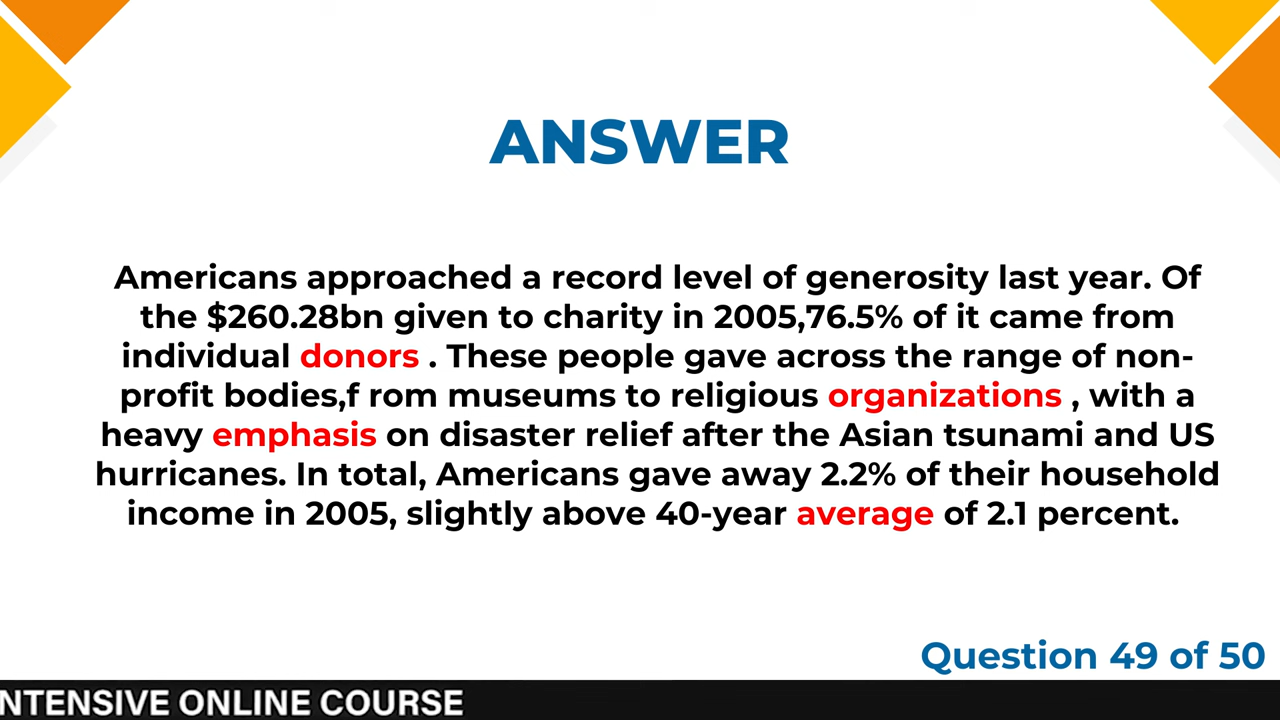 ANSWER
Americans approached a record level of generosity last year. Of
the $260.28bn given to charity in 2005,76.5% of it came from
individual donors . These people gave across the range of non-
profit bodies,f rom museums to religious organizations , with a
heavy emphasis on disaster relief after the Asian tsunami and US
hurricanes. In total, Americans gave away 2.2% of their household
income in 2005, slightly above 40-year average of 2.1 percent.
Question 49 of 50
NTENSIVE ONLINE COURSE